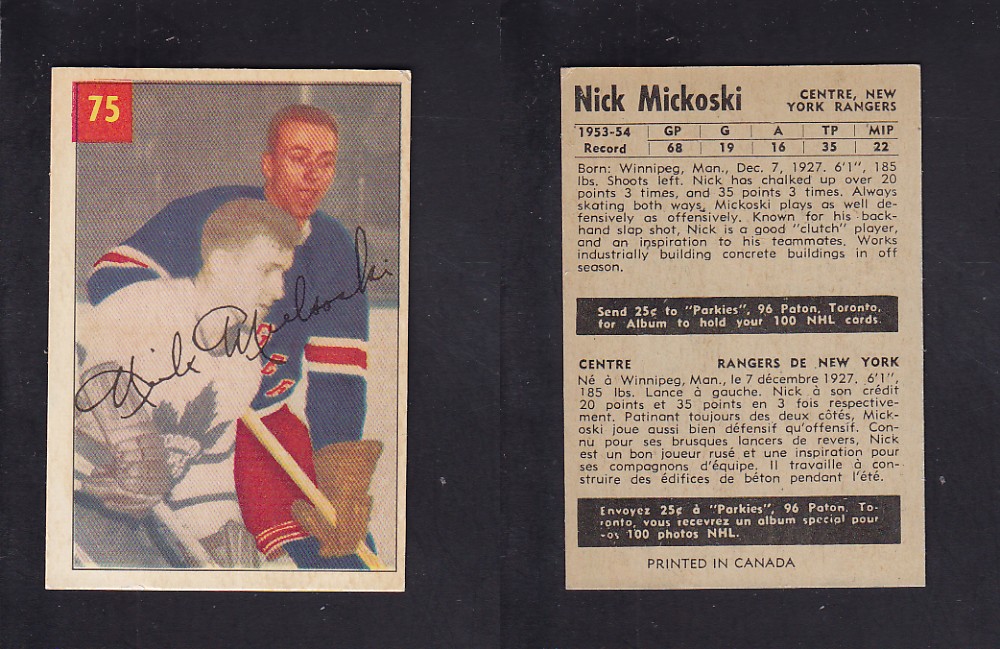 75
Nick Mickoski
Nick Mickoski
CENTRE, NEW
YORK RANGERS
1953-54 GP G A TP MIP
Record 68 19 16 35 22
Born: Winnipeg, Man., Dec. 7, 1927. 6'1", 185
lbs. Shoots left. Nick has chalked up over 20
points 3 times, and 35 points 3 times. Always
skating both ways, Mickoski plays as well de-
fensively as offensively. Known for his back-
hand slap shot, Nick is a good "clutch" player,
and an inspiration to his teammates. Works
industrially building concrete buildings in off
season.
Send 25¢ to "Parkies", 96 Paton, Toronto,
for Album to hold your 100 NHL cards.
CENTRE RANGERS DE NEW YORK
Né à Winnipeg, Man., le 7 décembre 1927, 6'1",
185 lbs. Lance à gauche. Nick à son crédit
20 points et 35 points en 3 fois respective-
ment. Patinant toujours des deux côtés, Mick-
oski joue aussi bien défensif qu'offensif. Con-
nu pour ses brusques lancers de revers, Nick
est un bon joueur rusé et une inspiration pour
ses compagnons d'équipe. Il travaille à con-
struire des édifices de béton pendant l'été.
Envoyez 25¢ à "Parkies", 96 Paton, To-
ronto, vous recevrez un album special pour
vos 100 photos NHL.
PRINTED IN CANADA